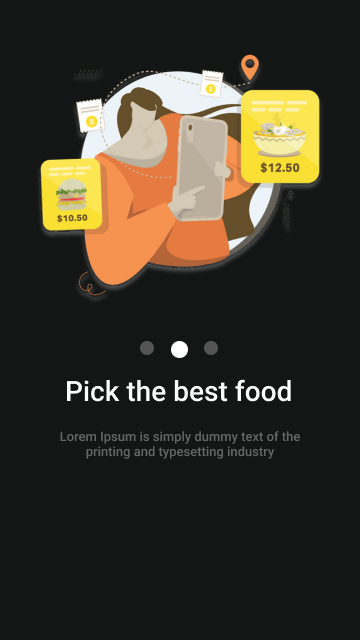 $12.50
$10.50
Pick the best food
Lorem Ipsum is simply dummy text of the
printing and typesetting industry